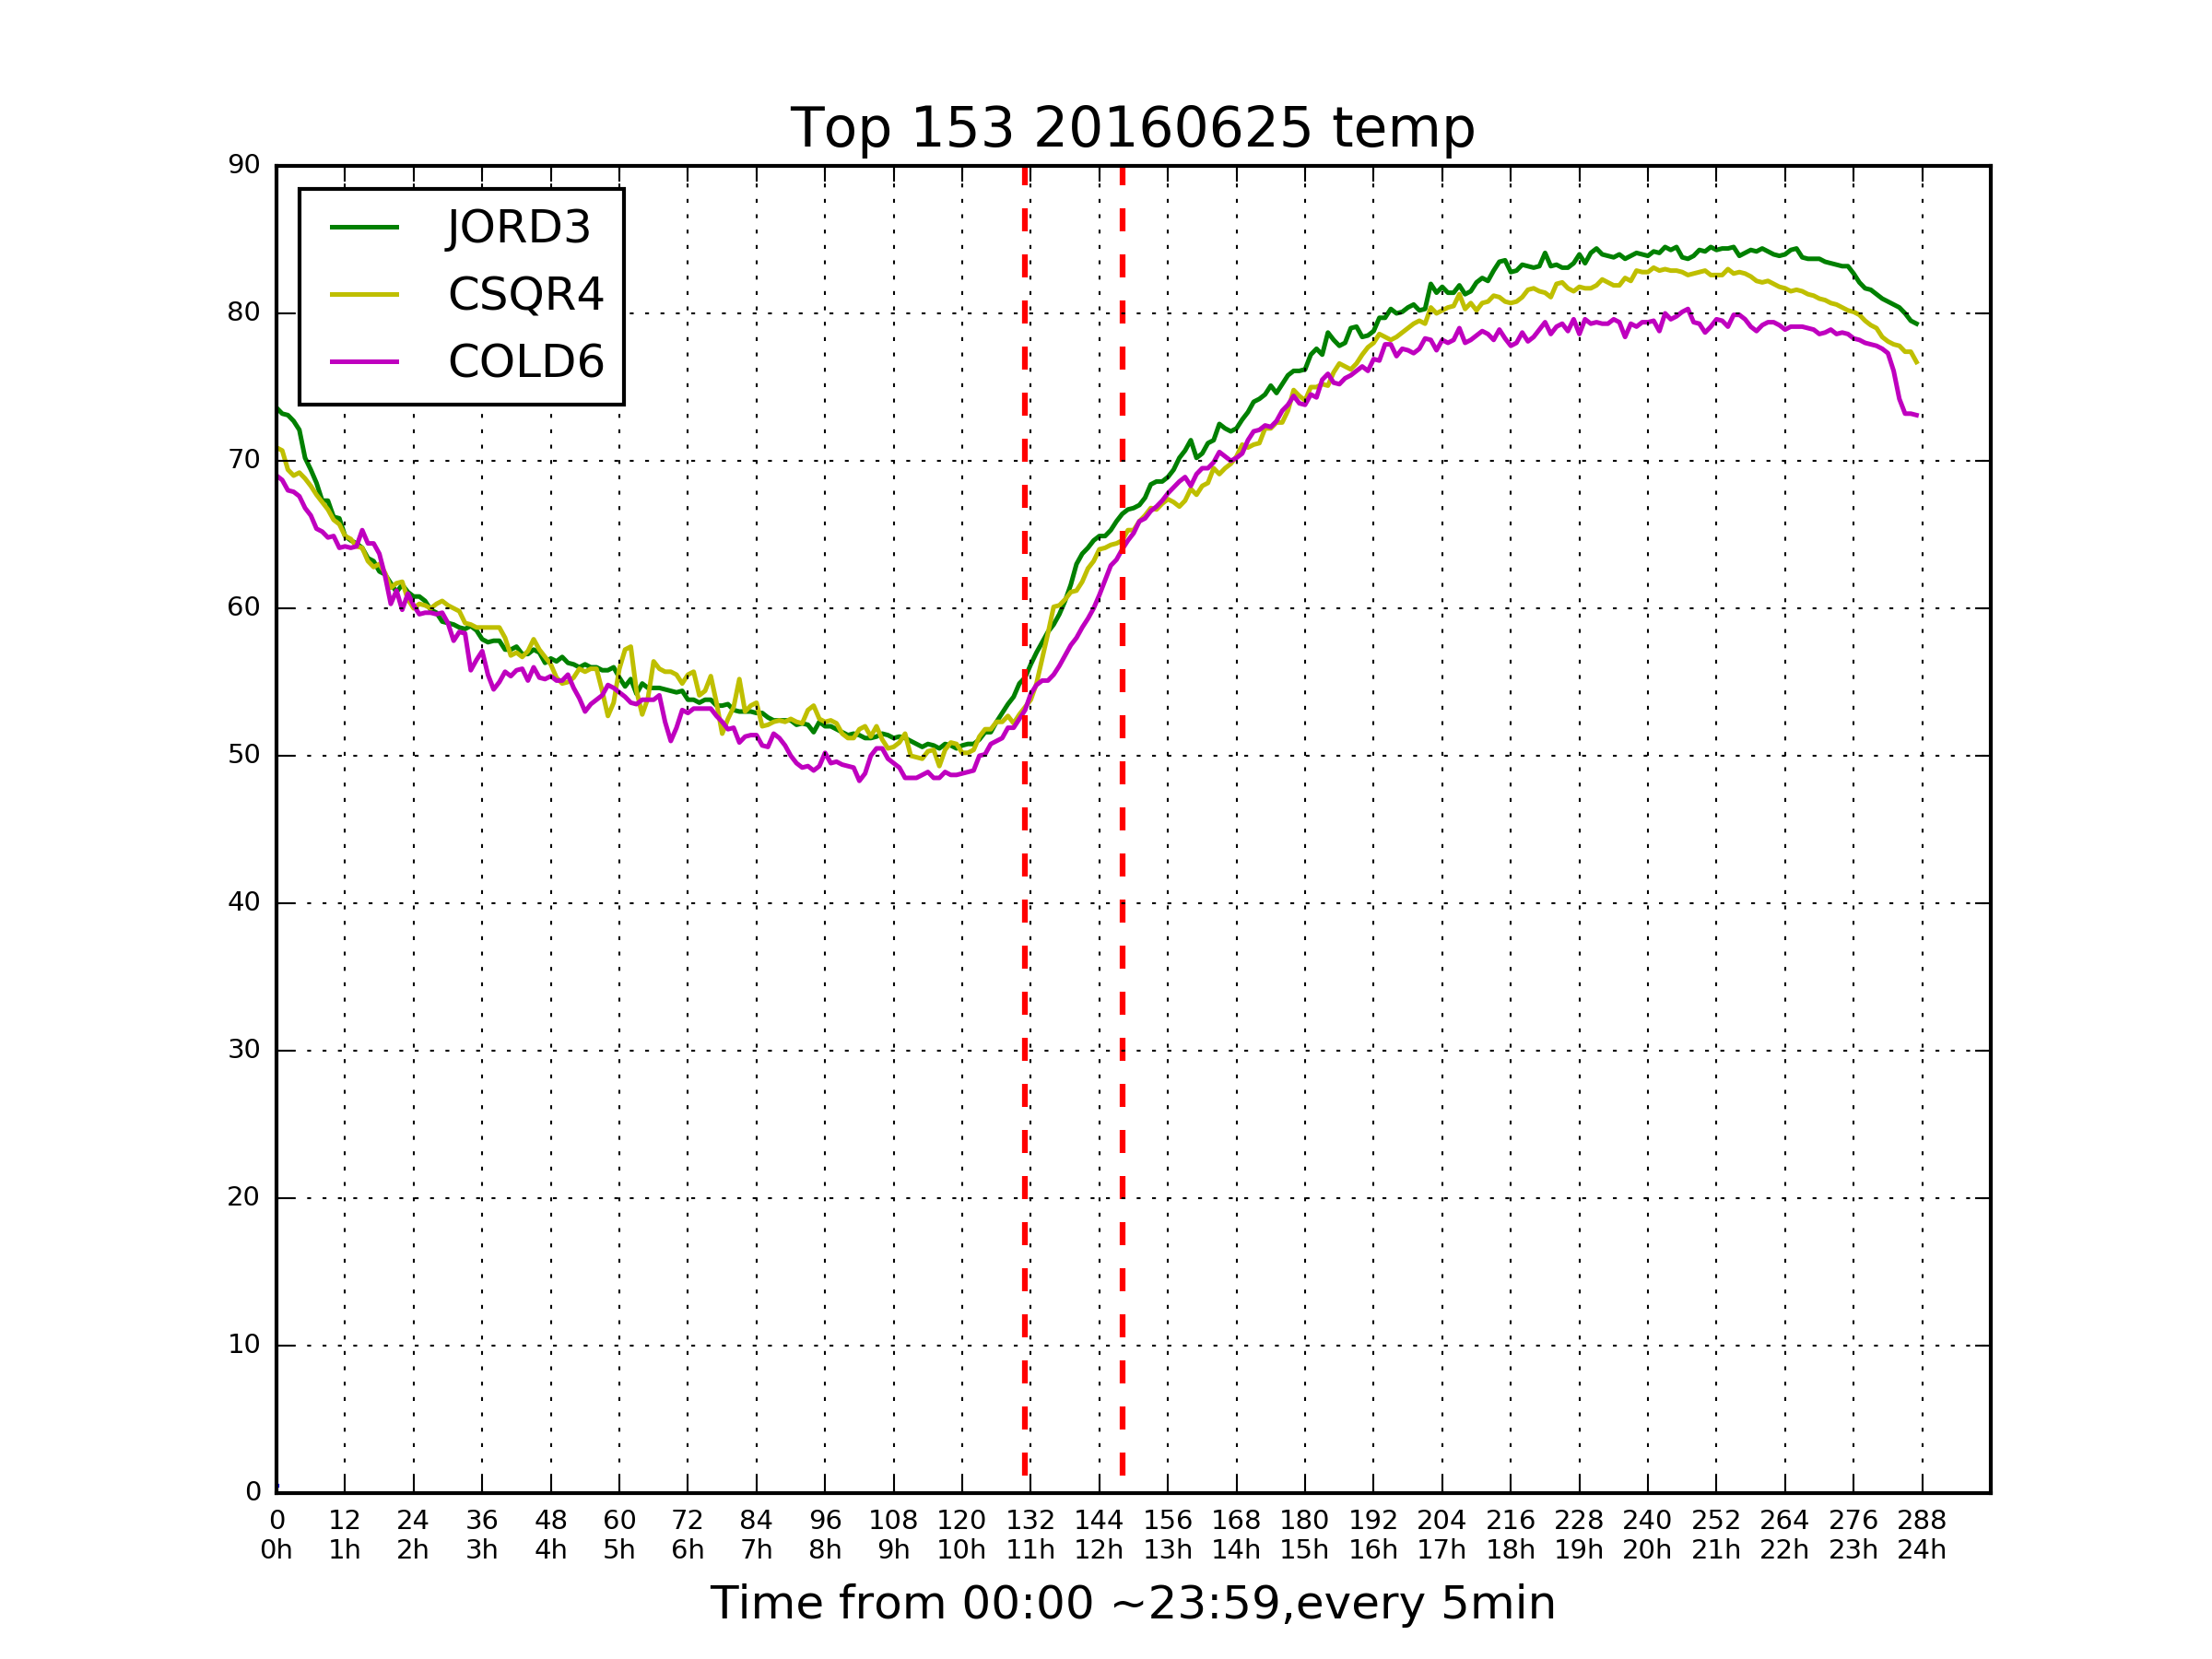 Top 153 20160625 temp
90
80
70
60
50
40
30
20
10
0
JORD3
CSQR4
COLD6
0 12 24 36 48 60 72 84 96 108 120 132 144 156 168 180 192 204 216 228 240 252 264 276 288
0h 1h 2h 3h 4h 5h 6h 7h 8h 9h 10h 11h 12h 13h 14h 15h 16h 17h 18h 19h 20h 21h 22h 23h 24h
Time from 00:00 ~23:59,every 5min